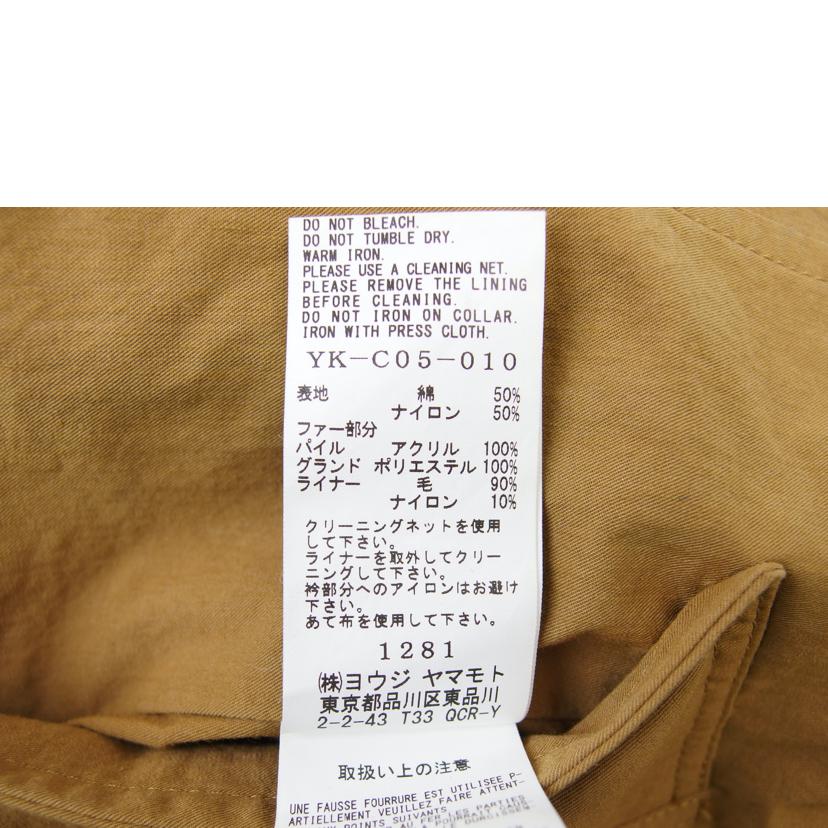 DO NOT BLEACH.
DO NOT TUMBLE DRY.
WARM IRON.
PLEASE USE A CLEANING NET.
PLEASE REMOVE THE LINING
BEFORE CLEANING.
DO NOT IRON ON COLLAR.
IRON WITH PRESS CLOTH.
YK-C05-010
表地 綿 50%
ナイロン 50%
ファー部分
パイル アクリル 100%
グランド ポリエステル 100%
ライナー 毛 90%
ナイロン 10%
クリーニングネットを使用
して下さい。
ライナーを取外してクリー
ニングして下さい。
衿部分へのアイロンはお避け
下さい。
あて布を使用して下さい。
1281
㈱ヨウジ ヤマモト
東京都品川区東品川
2-2-43 T33 QCR-Y
取扱い上の注意
UNE FAUSSE FOURRURE EST UTILISEE P-
ARTIELLEMENT VEUILLEZ FAIRE ATTENT-
AUX POINTS SUIVANTS.
AU FER LES PARTIES